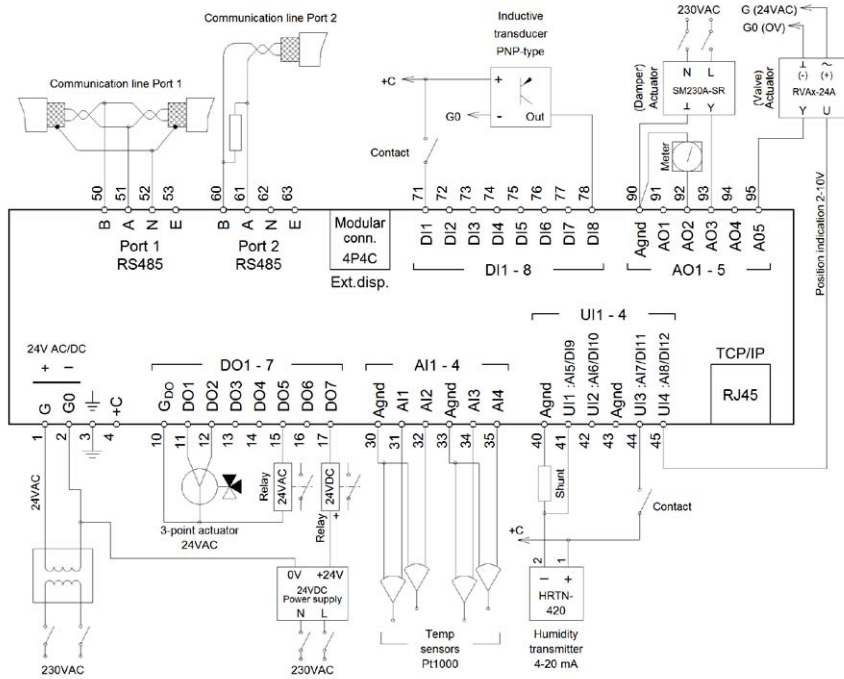 Communication line Port 2
Communication line Port 1
Inductive
transducer
PNP-type
+C
+
-
Out
G0
Contact
230VAC
N L
SM230A-SR
⊥ Y
(Damper)
Actuator
Meter
G (24VAC)
G0 (OV)
⊥ ~
(-) (+)
RVAx-24A
Y U
(Valve)
Actuator
Position indication 2-10V
50 51 52 53
60 61 62 63
71 72 73 74 75 76 77 78
90 91 92 93 94 95
B A N E
Port 1
RS485
B A N E
Port 2
RS485
Modular
conn.
4P4C
Ext.disp.
DI1 DI2 DI3 DI4 DI5 DI6 DI7 DI8
DI1 - 8
Agnd AO1 AO2 AO3 AO4 A05
AO1 - 5
24V AC/DC
+ −
G G0 +C
DO1 - 7
GDO DO1 DO2 DO3 DO4 DO5 DO6 DO7
AI1 - 4
Agnd AI1 AI2 Agnd AI3 AI4
UI1 - 4
Agnd
UI1 :AI5/DI9
UI2 :AI6/DI10
Agnd
UI3 :AI7/DI11
UI4 :AI8/DI12
TCP/IP
RJ45
1 2 3 4
10 11 12 13 14 15 16 17
30 31 32 33 34 35
40 41 42 43 44 45
24VAC
230VAC
3-point actuator
24VAC
Relay
24VAC
24VDC
Relay
+
0V +24V
24VDC
Power supply
N L
230VAC
Temp
sensors
Pt1000
Shunt
+C
Contact
2 1
− +
HRTN-
420
Humidity
transmitter
4-20 mA